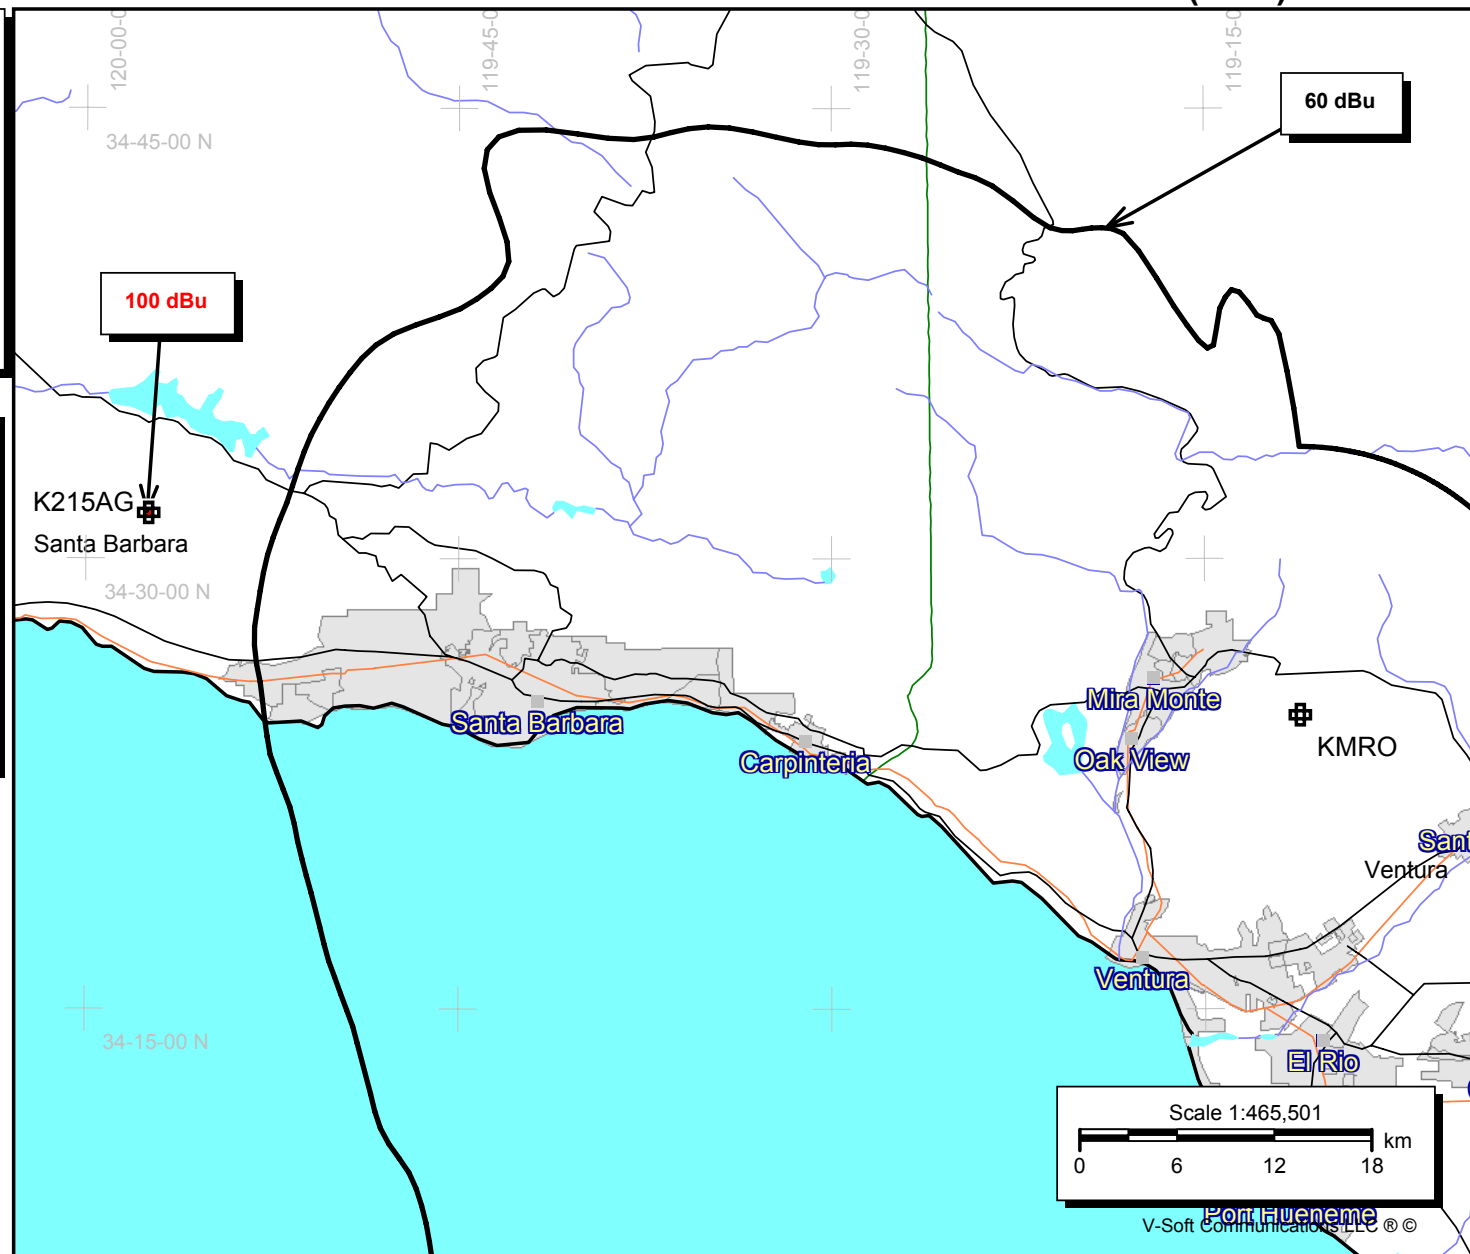 120-00-0
119-45-0
119-30-0
119-15-0
60 dBu
34-45-00 N
100 dBu
K215AG
Santa Barbara
34-30-00 N
Mira Monte
Santa Barbara
KMRO
Carpinteria
Oak View
Sant
Ventura
Ventura
34-15-00 N
El Rio
Scale 1:465,501
km
0 6 12 18
Port Hueneme
V-Soft Communications LLC ® ©